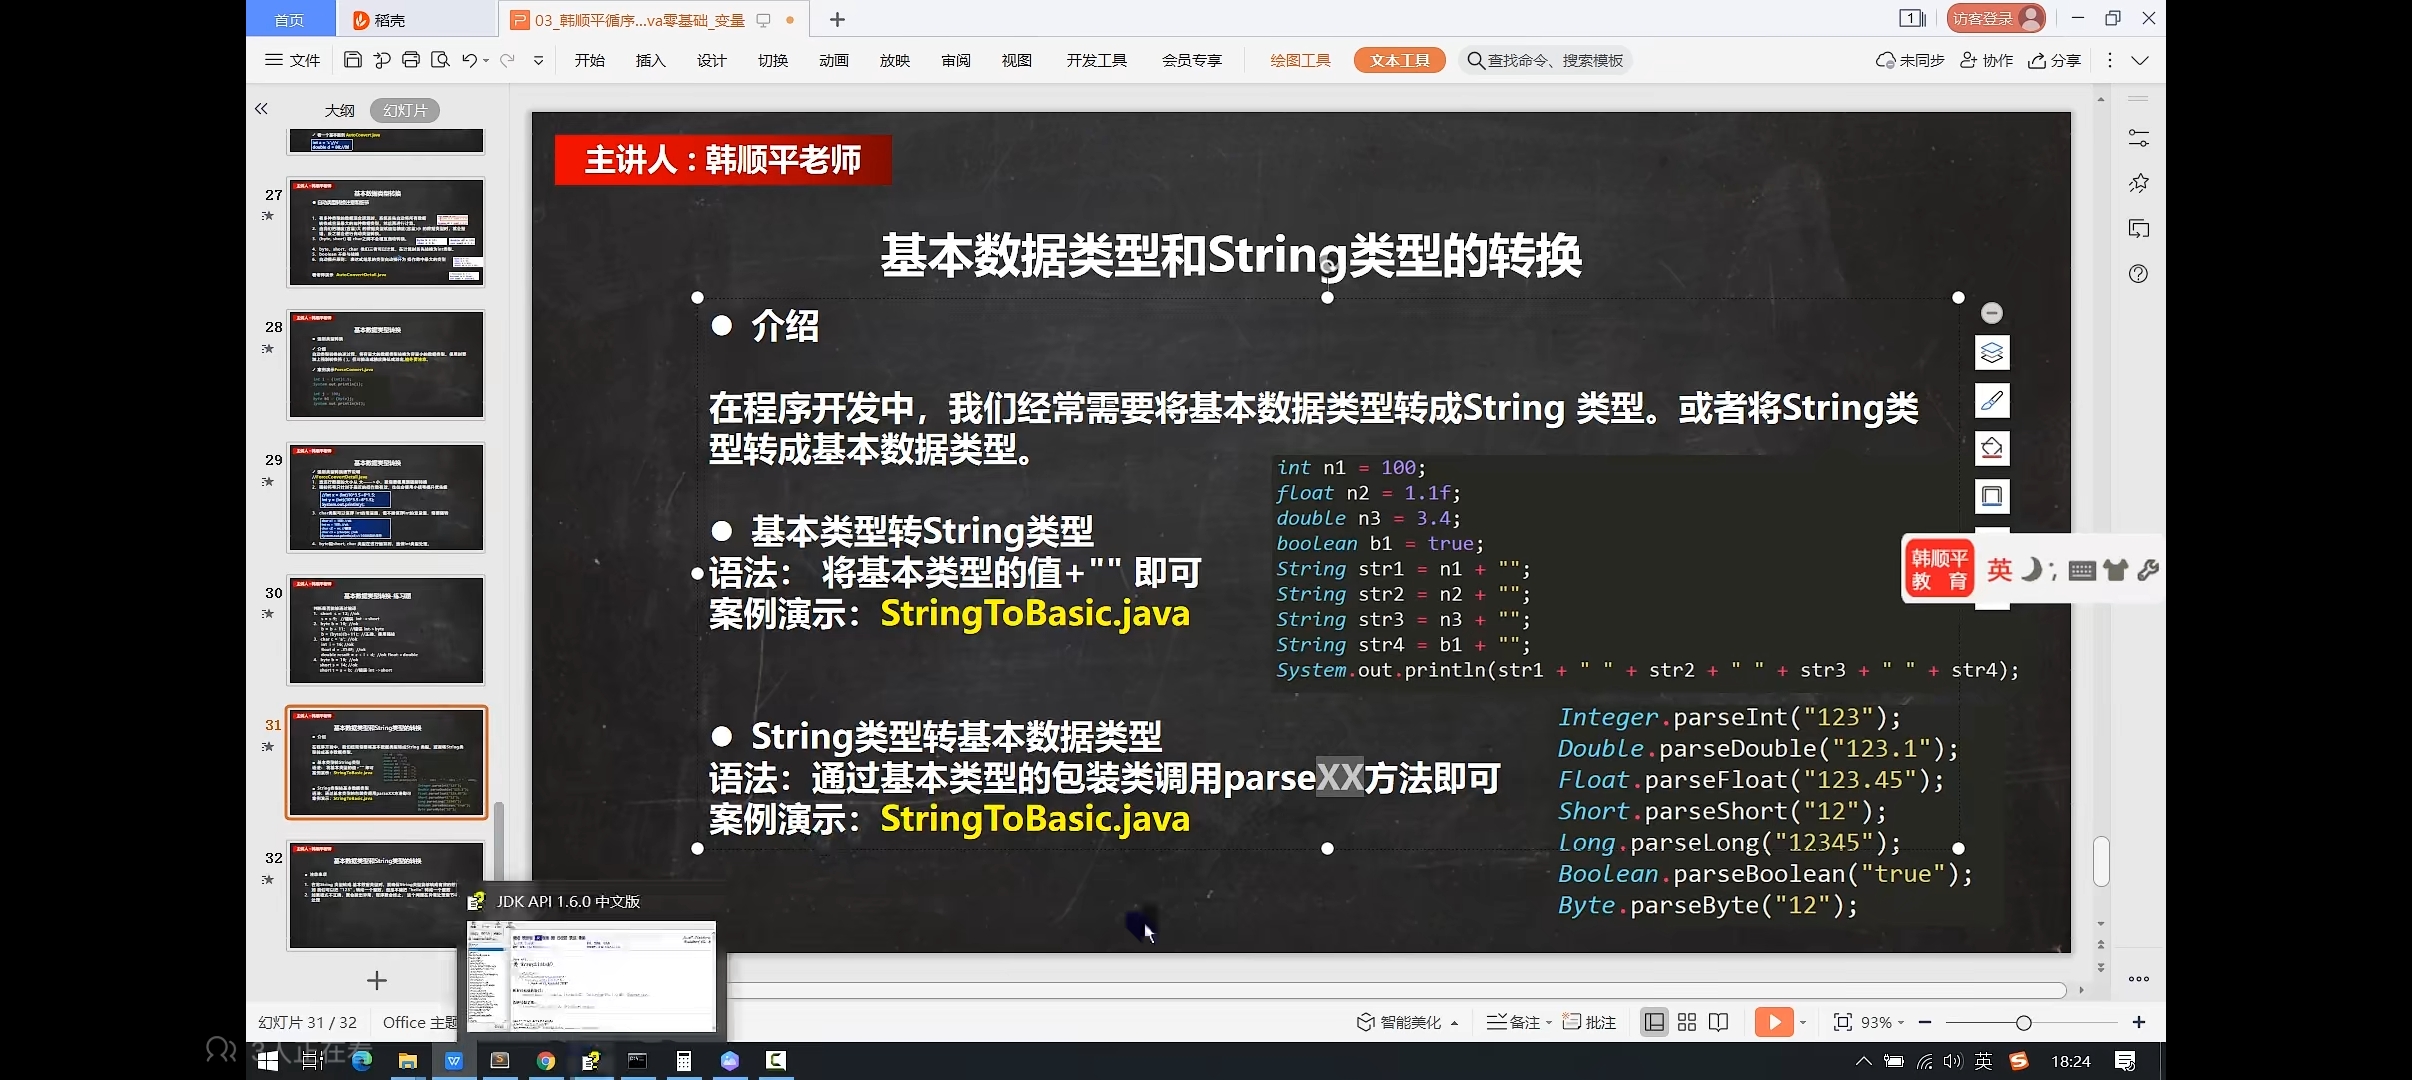 首页
稻壳
03_韩顺平循序...va零基础_变量
1
访客登录
文件
开始
插入
设计
切换
动画
放映
审阅
视图
开发工具
会员专享
绘图工具
文本工具
查找命令、搜索模板
未同步
协作
分享
大纲
幻灯片
27
28
29
30
31
32
主讲人：韩顺平老师
基本数据类型和String类型的转换
● 介绍
在程序开发中，我们经常需要将基本数据类型转成String 类型。或者将String类
型转成基本数据类型。
● 基本类型转String类型
语法： 将基本类型的值+"" 即可
案例演示：StringToBasic.java
int n1 = 100;
float n2 = 1.1f;
double n3 = 3.4;
boolean b1 = true;
String str1 = n1 + "";
String str2 = n2 + "";
String str3 = n3 + "";
String str4 = b1 + "";
System.out.println(str1 + " " + str2 + " " + str3 + " " + str4);
● String类型转基本数据类型
语法：通过基本类型的包装类调用parseXX方法即可
案例演示：StringToBasic.java
Integer.parseInt("123");
Double.parseDouble("123.1");
Float.parseFloat("123.45");
Short.parseShort("12");
Long.parseLong("12345");
Boolean.parseBoolean("true");
Byte.parseByte("12");
韩顺平
教 育
英
JDK API 1.6.0 中文版
幻灯片 31 / 32
Office 主题
智能美化
备注
批注
93%
3人正在看
英
18:24